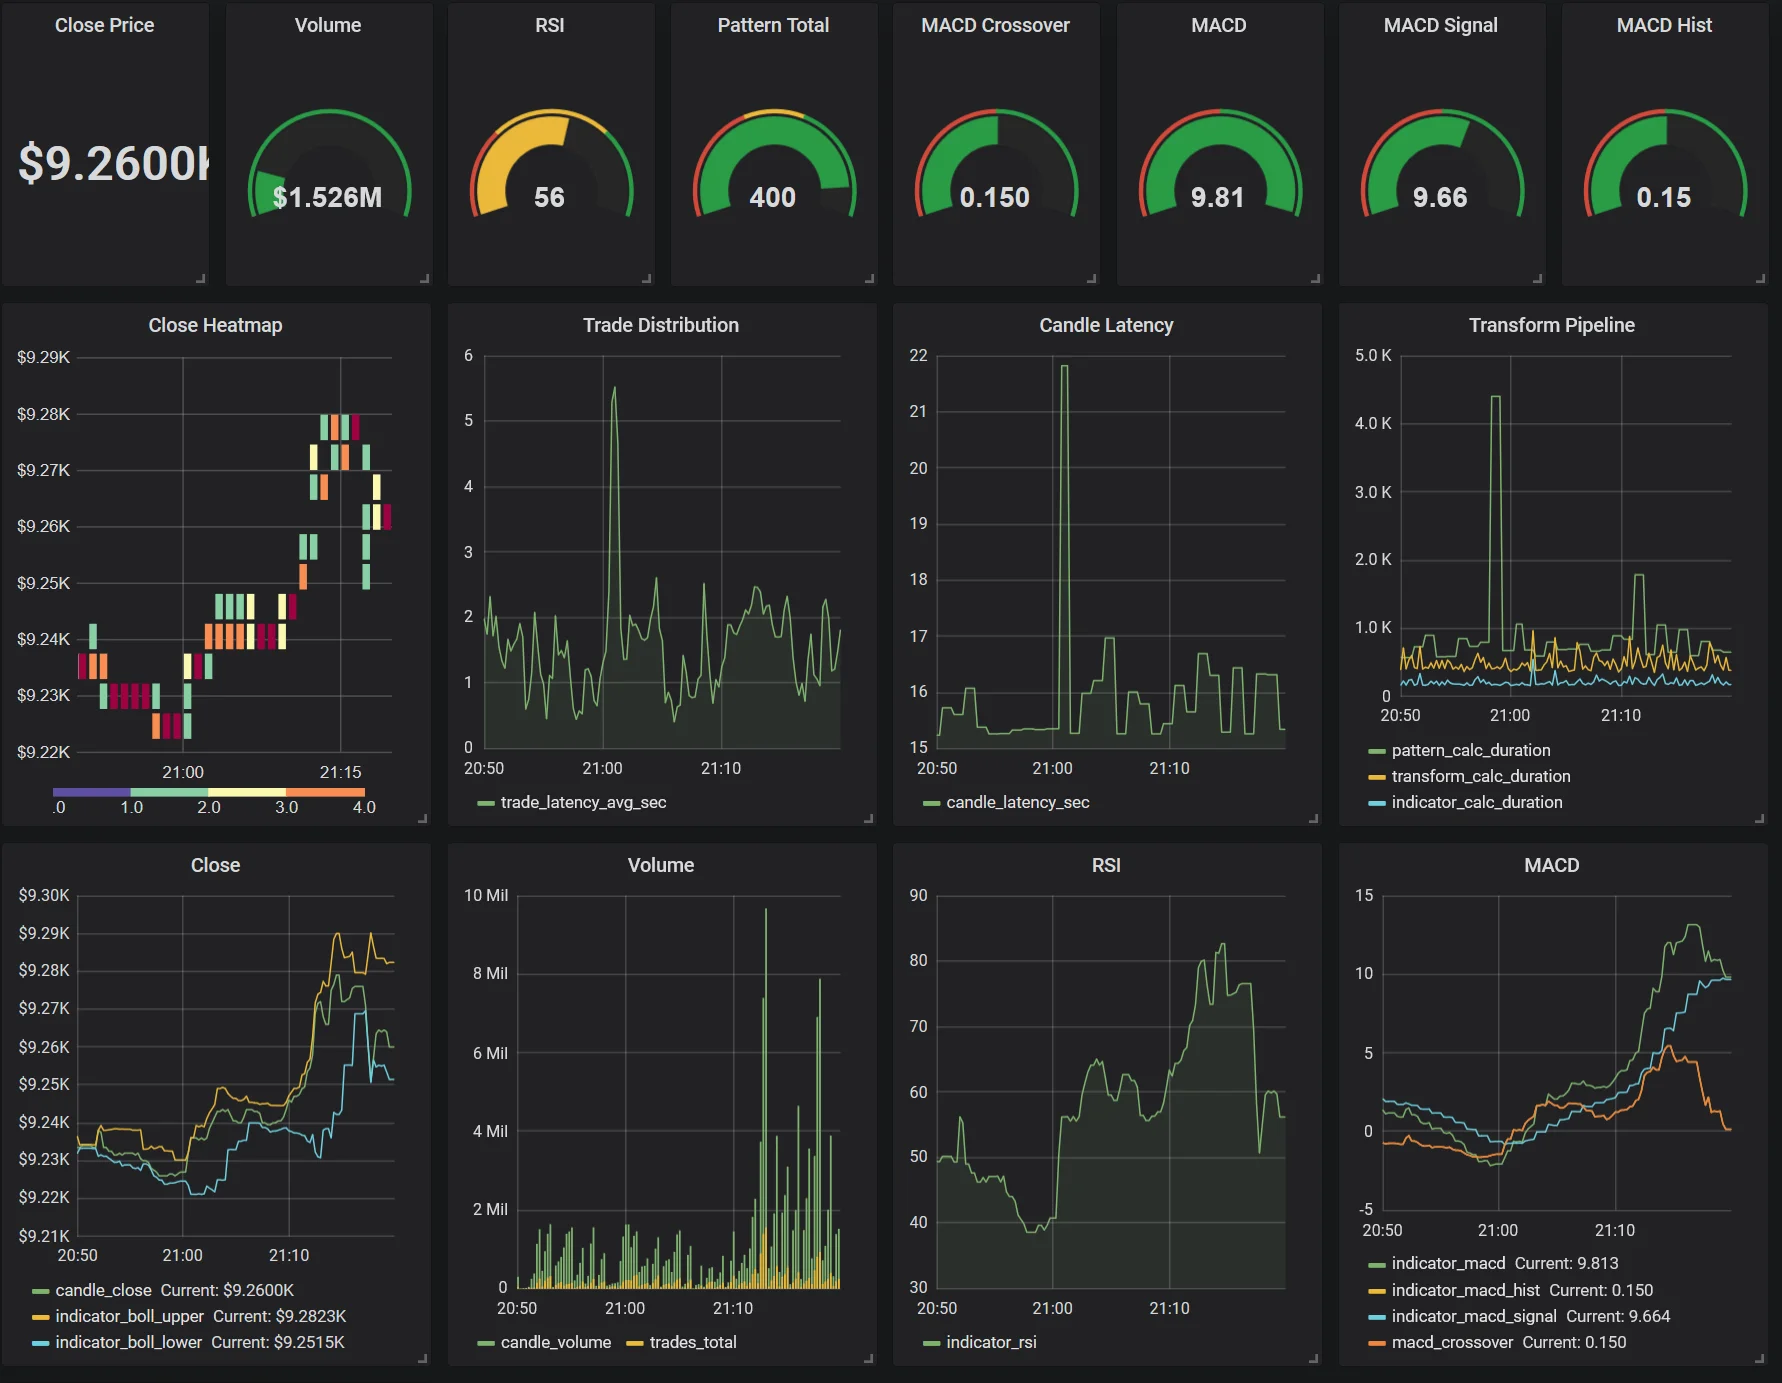 Close Price
Volume
RSI
Pattern Total
MACD Crossover
MACD
MACD Signal
MACD Hist
$9.2600K
$1.526M
56
400
0.150
9.81
9.66
0.15
Close Heatmap
$9.29K
$9.28K
$9.27K
$9.26K
$9.25K
$9.24K
$9.23K
$9.22K
21:00 21:15
.0 1.0 2.0 3.0 4.0
Trade Distribution
6
5
4
3
2
1
0
20:50 21:00 21:10
trade_latency_avg_sec
Candle Latency
22
21
20
19
18
17
16
15
20:50 21:00 21:10
candle_latency_sec
Transform Pipeline
5.0 K
4.0 K
3.0 K
2.0 K
1.0 K
0
20:50 21:00 21:10
pattern_calc_duration
transform_calc_duration
indicator_calc_duration
Close
$9.30K
$9.29K
$9.28K
$9.27K
$9.26K
$9.25K
$9.24K
$9.23K
$9.22K
$9.21K
20:50 21:00 21:10
candle_close Current: $9.2600K
indicator_boll_upper Current: $9.2823K
indicator_boll_lower Current: $9.2515K
Volume
10 Mil
8 Mil
6 Mil
4 Mil
2 Mil
0
20:50 21:00 21:10
candle_volume trades_total
RSI
90
80
70
60
50
40
30
20:50 21:00 21:10
indicator_rsi
MACD
15
10
5
0
-5
20:50 21:00 21:10
indicator_macd Current: 9.813
indicator_macd_hist Current: 0.150
indicator_macd_signal Current: 9.664
macd_crossover Current: 0.150